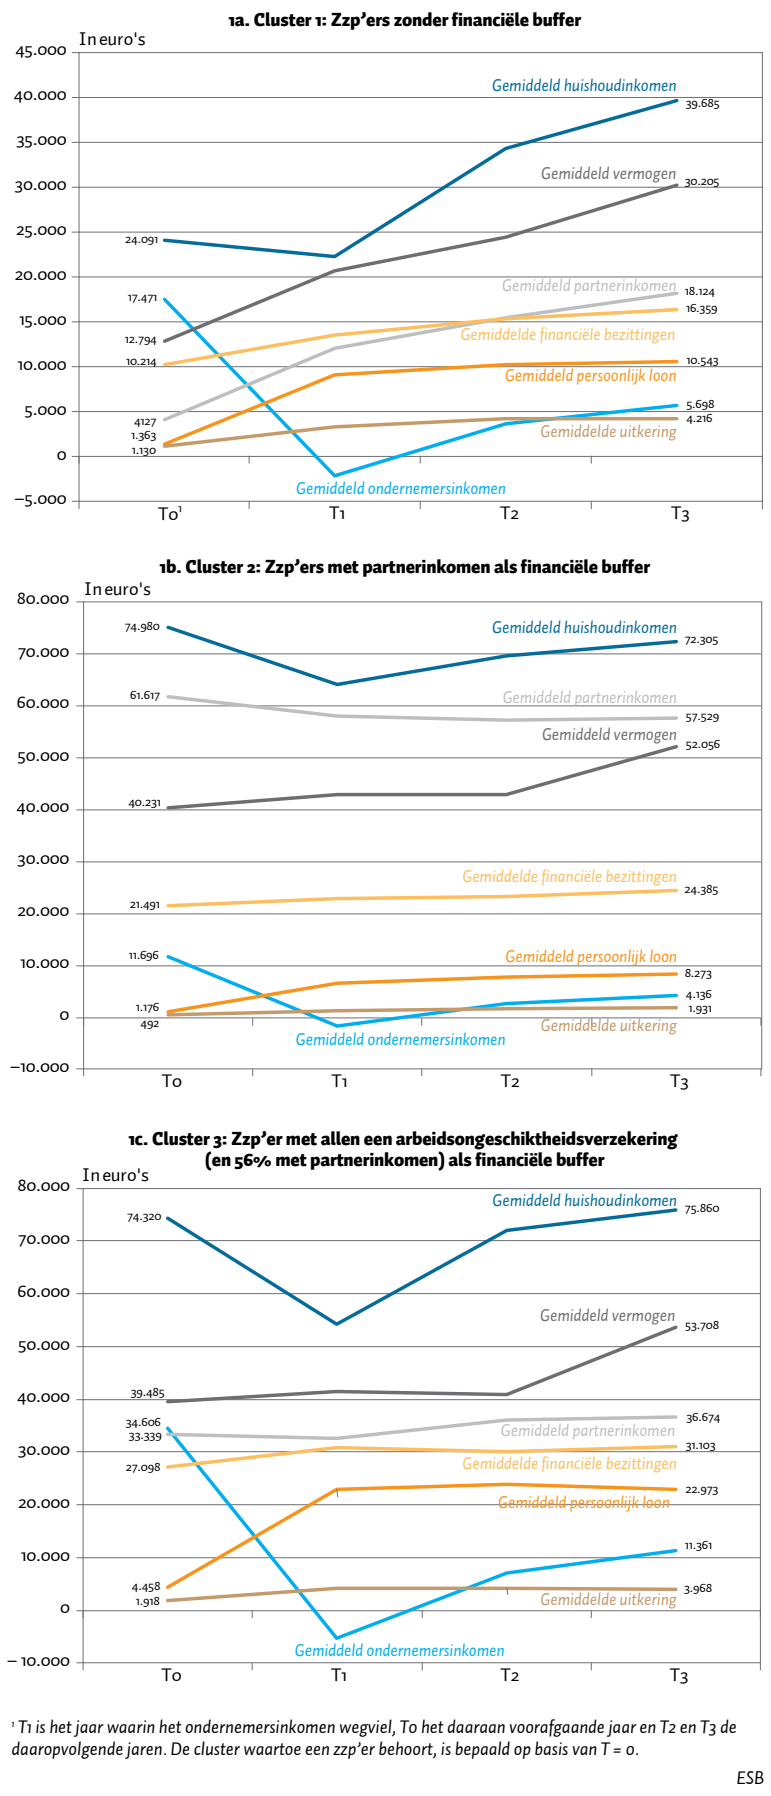 1a. Cluster 1: Zzp’ers zonder financiële buffer
In euro's
45.000
40.000
35.000
30.000
25.000
20.000
15.000
10.000
5.000
0
–5.000
Gemiddeld huishoudinkomen
39.685
Gemiddeld vermogen
30.205
24.091
17.471
Gemiddeld partnerinkomen
18.124
16.359
12.794
Gemiddelde financiële bezittingen
10.214
10.543
Gemiddeld persoonlijk loon
4127
5.698
1.363
4.216
1.130
Gemiddelde uitkering
Gemiddeld ondernemersinkomen
T0¹ T1 T2 T3
1b. Cluster 2: Zzp’ers met partnerinkomen als financiële buffer
In euro's
80.000
70.000
60.000
50.000
40.000
30.000
20.000
10.000
0
–10.000
74.980
Gemiddeld huishoudinkomen
72.305
61.617
Gemiddeld partnerinkomen
57.529
Gemiddeld vermogen
52.056
40.231
Gemiddelde financiële bezittingen
24.385
21.491
11.696
Gemiddeld persoonlijk loon
8.273
4.136
1.176
1.931
492
Gemiddelde uitkering
Gemiddeld ondernemersinkomen
T0 T1 T2 T3
1c. Cluster 3: Zzp’er met allen een arbeidsongeschiktheidsverzekering
(en 56% met partnerinkomen) als financiële buffer
In euro's
80.000
70.000
60.000
50.000
40.000
30.000
20.000
10.000
0
– 10.000
Gemiddeld huishoudinkomen
75.860
74.320
Gemiddeld vermogen
53.708
39.485
34.606
36.674
33.339
Gemiddeld partnerinkomen
31.103
27.098
Gemiddelde financiële bezittingen
22.973
Gemiddeld persoonlijk loon
11.361
4.458
3.968
1.918
Gemiddelde uitkering
Gemiddeld ondernemersinkomen
T0 T1 T2 T3
¹ T1 is het jaar waarin het ondernemersinkomen wegviel, T0 het daaraan voorafgaande jaar en T2 en T3 de
daaropvolgende jaren. De cluster waartoe een zzp’er behoort, is bepaald op basis van T = 0.
ESB